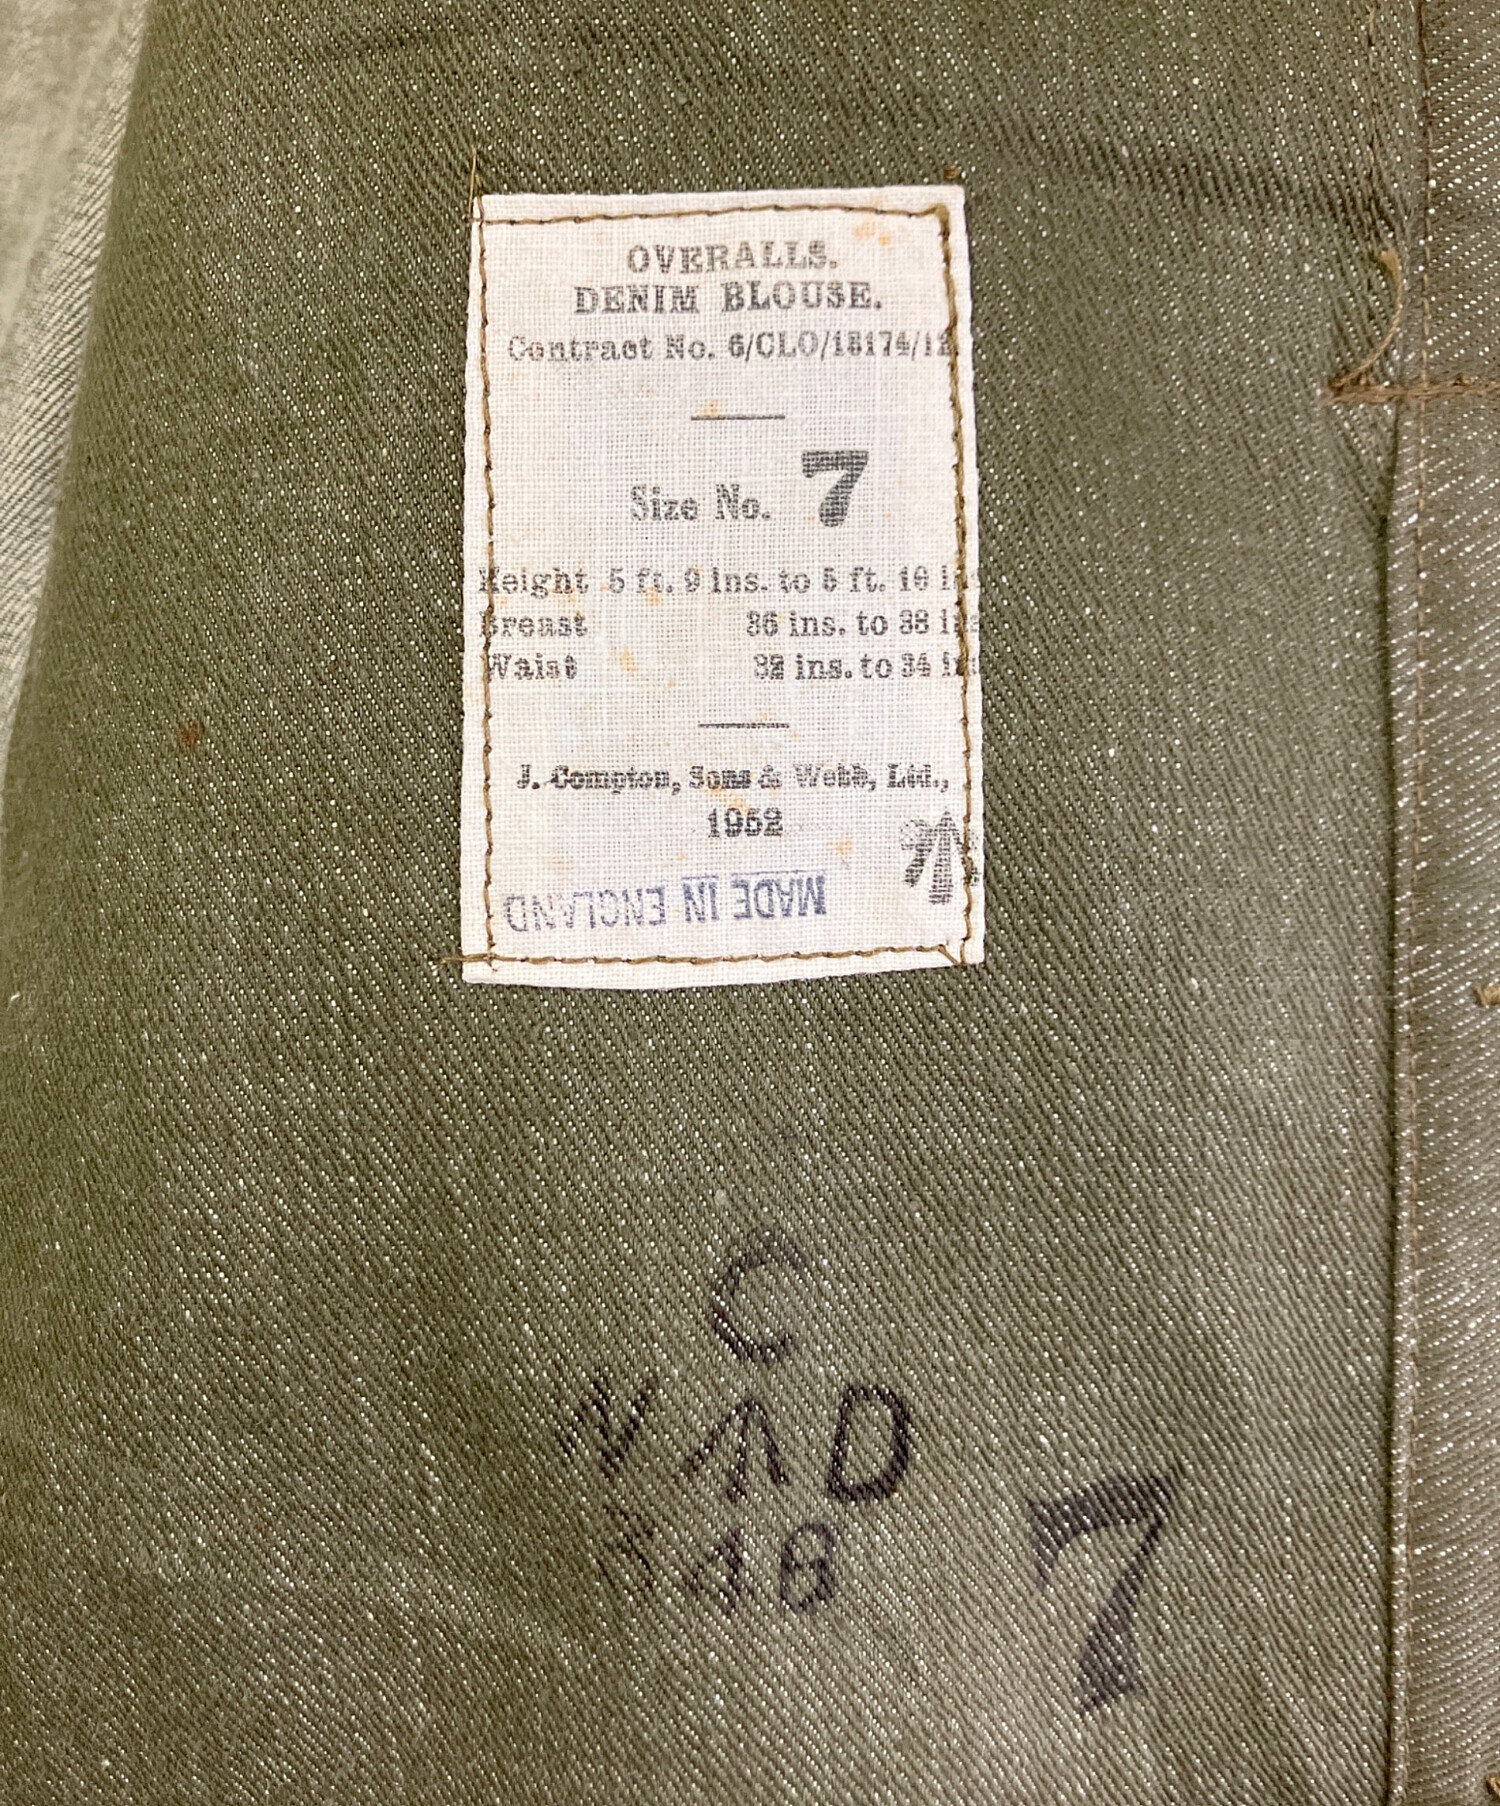 OVERALLS.
DENIM BLOUSE.
Contract No. 6/CLO/18174/12
Size No. 7
Height 5 ft. 9 ins. to 5 ft. 10 ins
Breast 36 ins. to 38 ins
Waist 32 ins. to 34 ins
J. Compton, Sons & Webb, Ltd.,
1952
MADE IN ENGLAND
C
N D
48
7